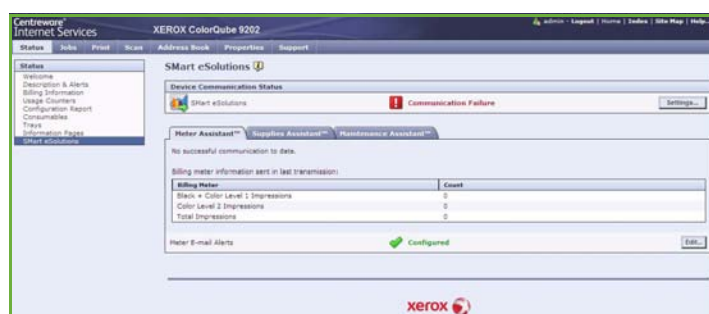 Centreware®
Internet Services
XEROX ColorQube 9202
admin - Logout | Home | Index | Site Map | Help
Status Jobs Print Scan Address Book Properties Support
Status
Welcome
Description & Alerts
Billing Information
Usage Counters
Configuration Report
Consumables
Trays
Information Pages
SMart eSolutions
SMart eSolutions
Device Communication Status
SMart eSolutions Communication Failure Settings...
Meter Assistant™ Supplies Assistant™ Maintenance Assistant™
No successful communication to date.
Billing meter information sent in last transmission:
Billing Meter Count
Black + Color Level 1 Impressions 0
Color Level 2 Impressions 0
Total Impressions 0
Meter E-mail Alerts Configured Edit...
xerox